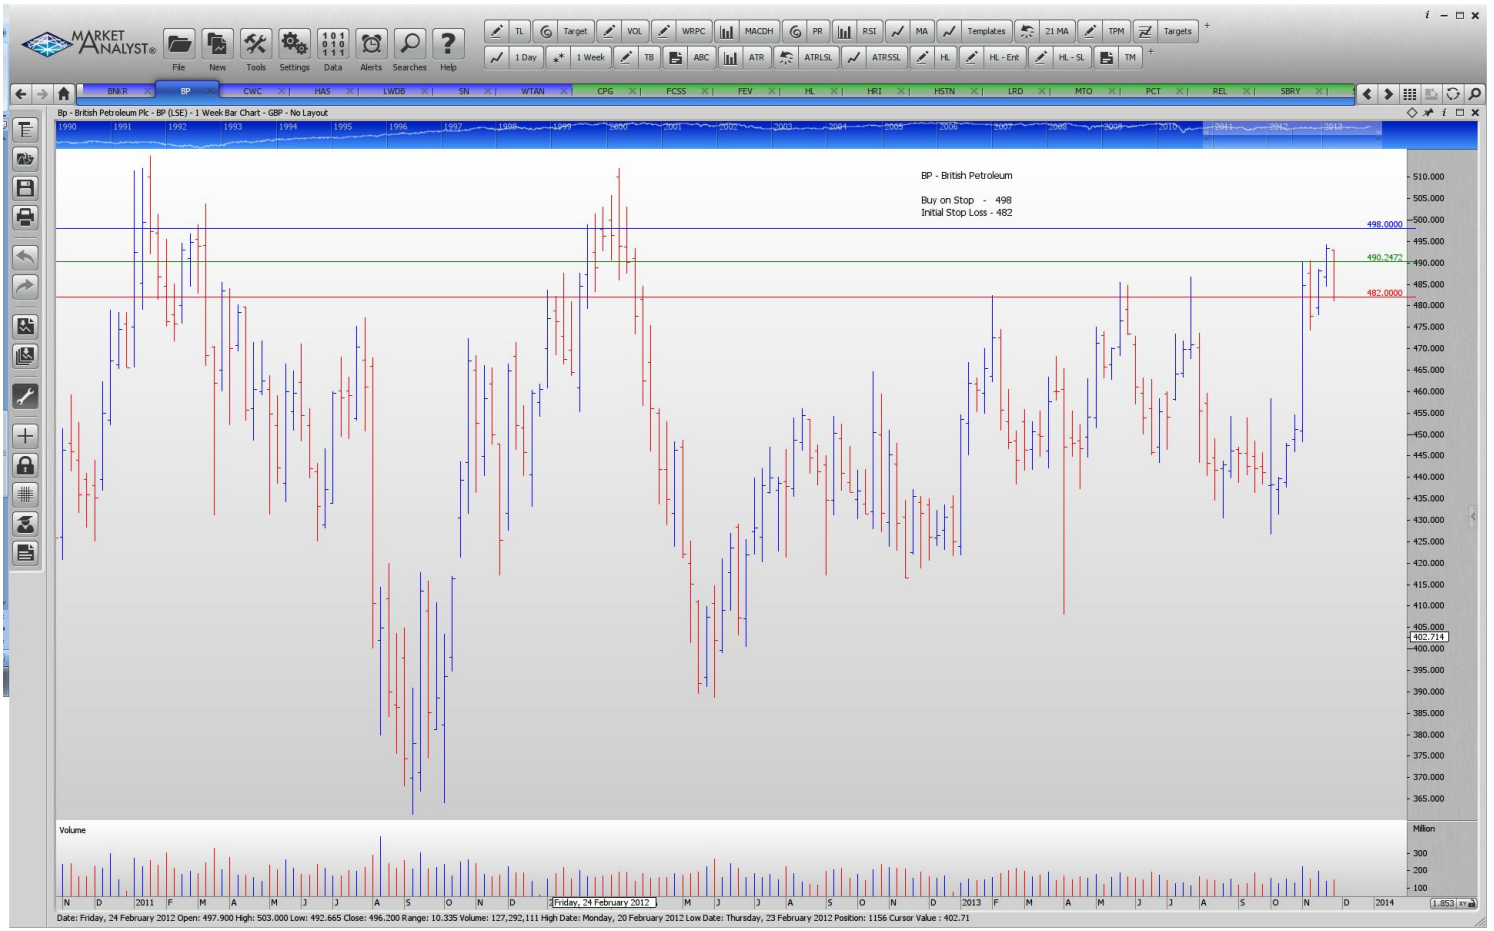 MARKET
ANALYST®
File New Tools Settings Data Alerts Searches Help
TL Target VOL WRPC MACDH PR RSI MA Templates 21 MA TPM Targets
1 Day 1 Week TB ABC ATR ATRLSL ATRSSL HL HL - Ent HL - SL TM
BNKR BP CWC HAS LWDB SN WTAN CPG FCSS FEV HL HRI HSTN LRD MTO PCT REL SBRY
Bp - British Petroleum Plc - BP (LSE) - 1 Week Bar Chart - GBP - No Layout
1990 1991 1992 1993 1994 1995 1996 1997 1998 1999 2000 2001 2002 2003 2004 2005 2006 2007 2008 2009 2010 2011 2012 2013
BP - British Petroleum
Buy on Stop - 498
Initial Stop Loss - 482
498.0000
490.2472
482.0000
510.000
505.000
500.000
495.000
490.000
485.000
480.000
475.000
470.000
465.000
460.000
455.000
450.000
445.000
440.000
435.000
430.000
425.000
420.000
415.000
410.000
405.000
402.714
400.000
395.000
390.000
385.000
380.000
375.000
370.000
365.000
Volume
Million
300
200
100
N D 2011 F M A M J J A S O N D 2 Friday, 24 February 2012 M J J A S O N D 2013 F M A M J J A S O N D 2014
1.853 XY
Date: Friday, 24 February 2012 Open: 497.900 High: 503.000 Low: 492.665 Close: 496.200 Range: 10.335 Volume: 127,292,111 High Date: Monday, 20 February 2012 Low Date: Thursday, 23 February 2012 Position: 1156 Cursor Value : 402.71